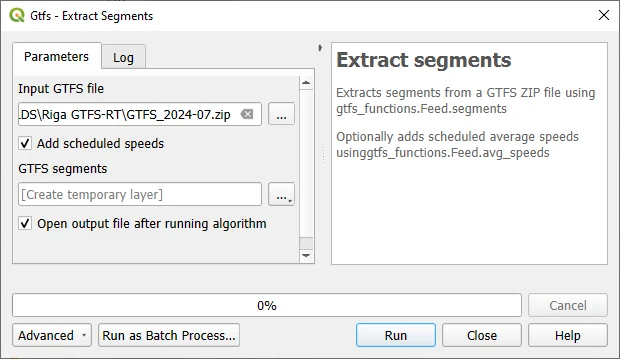 Gtfs - Extract Segments
Parameters
Log
Input GTFS file
.DS\Riga GTFS-RT\GTFS_2024-07.zip
...
Add scheduled speeds
GTFS segments
[Create temporary layer]
...
Open output file after running algorithm
Extract segments
Extracts segments from a GTFS ZIP file using
gtfs_functions.Feed.segments
Optionally adds scheduled average speeds
usinggtfs_functions.Feed.avg_speeds
0%
Cancel
Advanced
Run as Batch Process...
Run
Close
Help